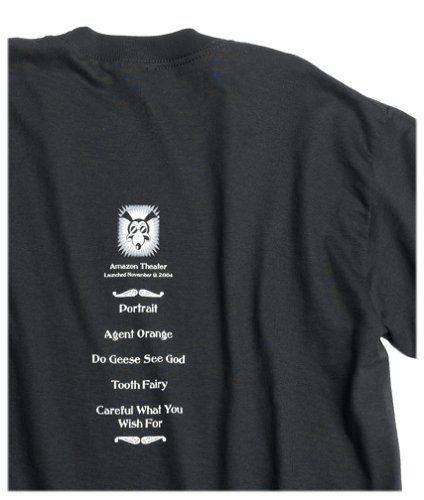 Amazon Theater
Launched November 9, 2004
Portrait
Agent Orange
Do Geese See God
Tooth Fairy
Careful What You
Wish For